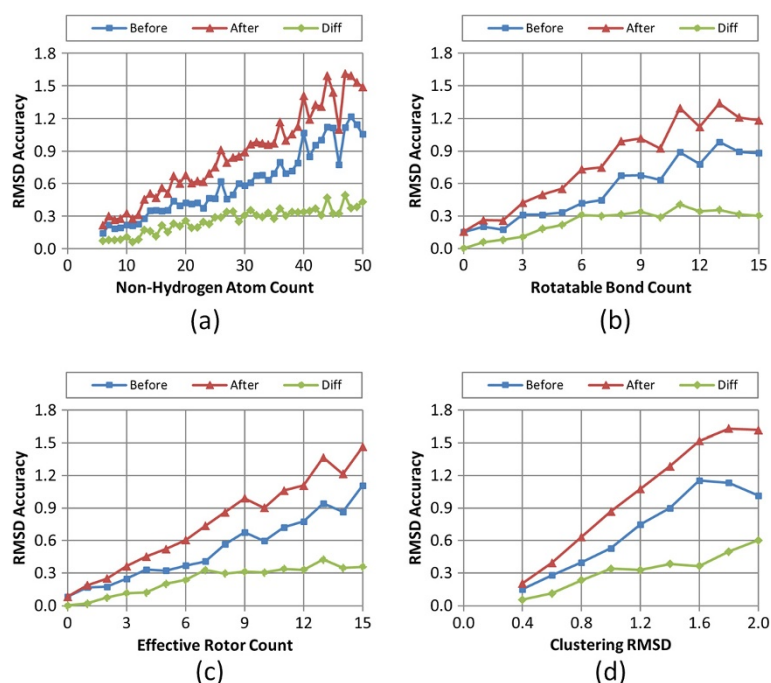 Before After Diff
RMSD Accuracy
1.8
1.5
1.2
0.9
0.6
0.3
0.0
0 10 20 30 40 50
Non-Hydrogen Atom Count
(a)
Before After Diff
RMSD Accuracy
1.8
1.5
1.2
0.9
0.6
0.3
0.0
0 3 6 9 12 15
Rotatable Bond Count
(b)
Before After Diff
RMSD Accuracy
1.8
1.5
1.2
0.9
0.6
0.3
0.0
0 3 6 9 12 15
Effective Rotor Count
(c)
Before After Diff
RMSD Accuracy
1.8
1.5
1.2
0.9
0.6
0.3
0.0
0.0 0.4 0.8 1.2 1.6 2.0
Clustering RMSD
(d)